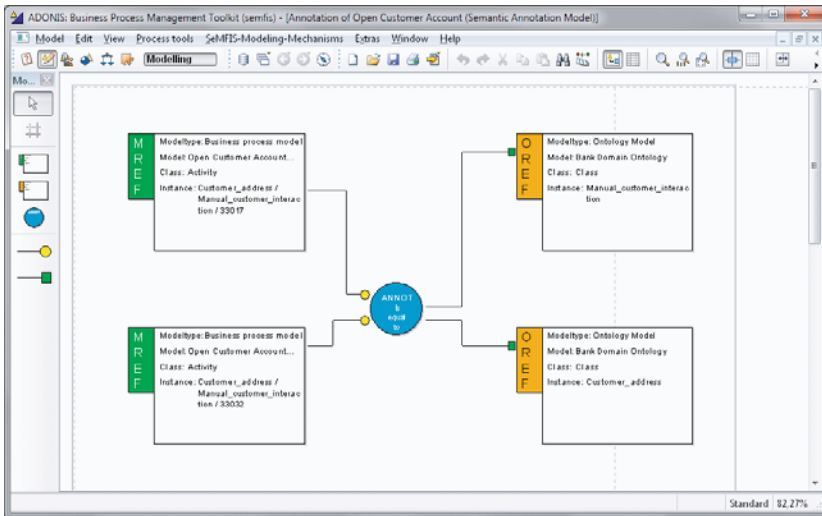 ADONIS: Business Process Management Toolkit (semfis) - [Annotation of Open Customer Account (Semantic Annotation Model)]
Model Edit View Process tools SeMFIS-Modeling-Mechanisms Extras Window Help
Modelling
Mo...
M
R
E
F
Modeltype: Business process model
Model: Open Customer Account...
Class: Activity
Instance: Customer_address /
Manual_customer_interac
tion / 33017
O
R
E
F
Modeltype: Ontology Model
Model: Bank Domain Ontology
Class: Class
Instance: Manual_customer_interac
tion
ANNOT
is
equal
to
M
R
E
F
Modeltype: Business process model
Model: Open Customer Account...
Class: Activity
Instance: Customer_address /
Manual_customer_interac
tion / 33032
O
R
E
F
Modeltype: Ontology Model
Model: Bank Domain Ontology
Class: Class
Instance: Customer_address
Standard 82,27%